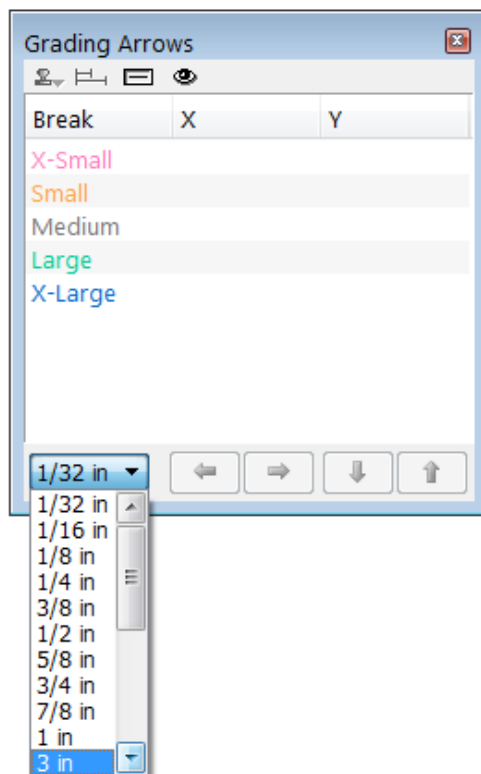 Grading Arrows
Break X Y
X-Small
Small
Medium
Large
X-Large
1/32 in
1/32 in
1/16 in
1/8 in
1/4 in
3/8 in
1/2 in
5/8 in
3/4 in
7/8 in
1 in
3 in